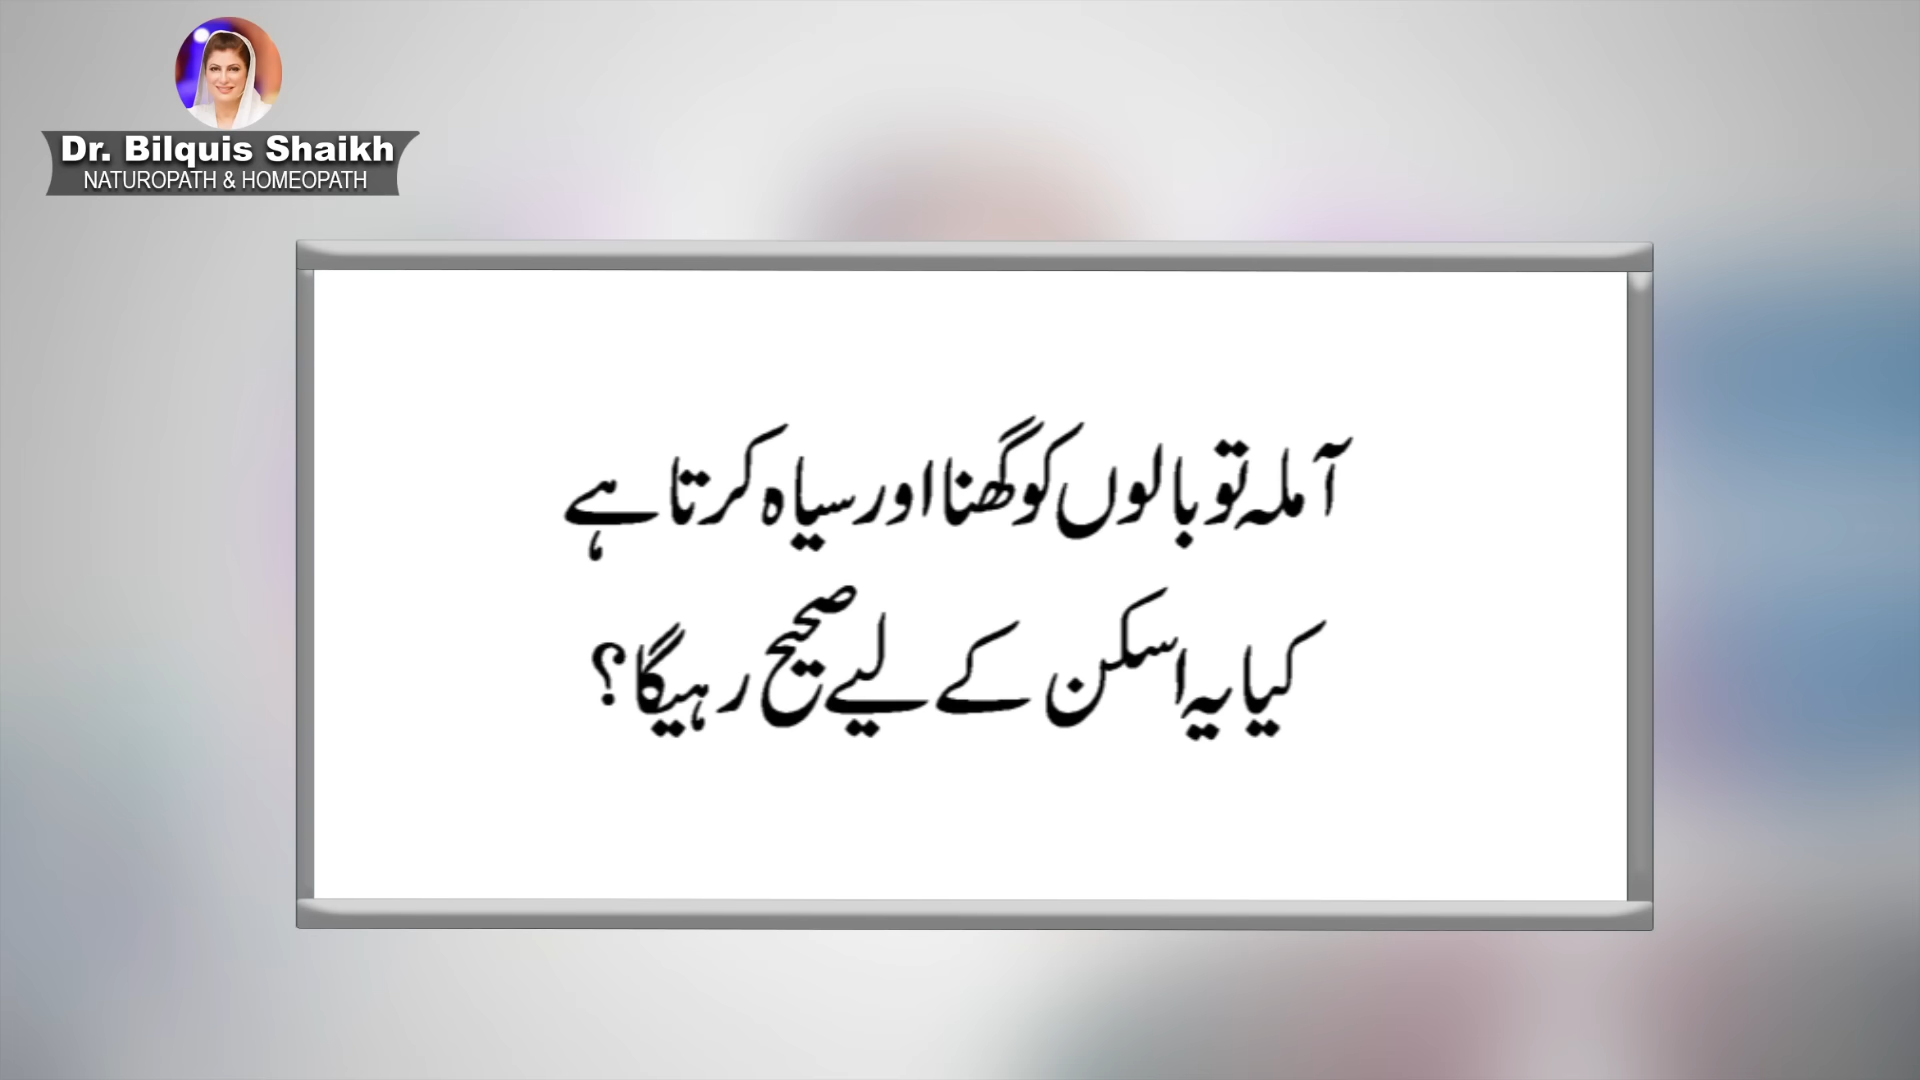 Dr. Bilquis Shaikh
NATUROPATH & HOMEOPATH
آملہ تو بالوں کو گھنا اور سیاہ کرتا ہے
کیا یہ اسکن کے لیے صحیح رہیگا؟